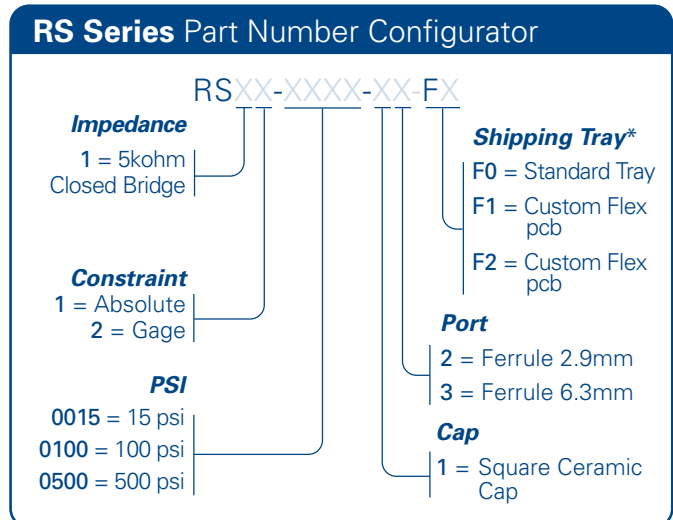 RS Series Part Number Configurator
RSXX-XXXX-XX-FX
Impedance
1 = 5kohm
Closed Bridge
Constraint
1 = Absolute
2 = Gage
PSI
0015 = 15 psi
0100 = 100 psi
0500 = 500 psi
Shipping Tray*
F0 = Standard Tray
F1 = Custom Flex
pcb
F2 = Custom Flex
pcb
Port
2 = Ferrule 2.9mm
3 = Ferrule 6.3mm
Cap
1 = Square Ceramic
Cap